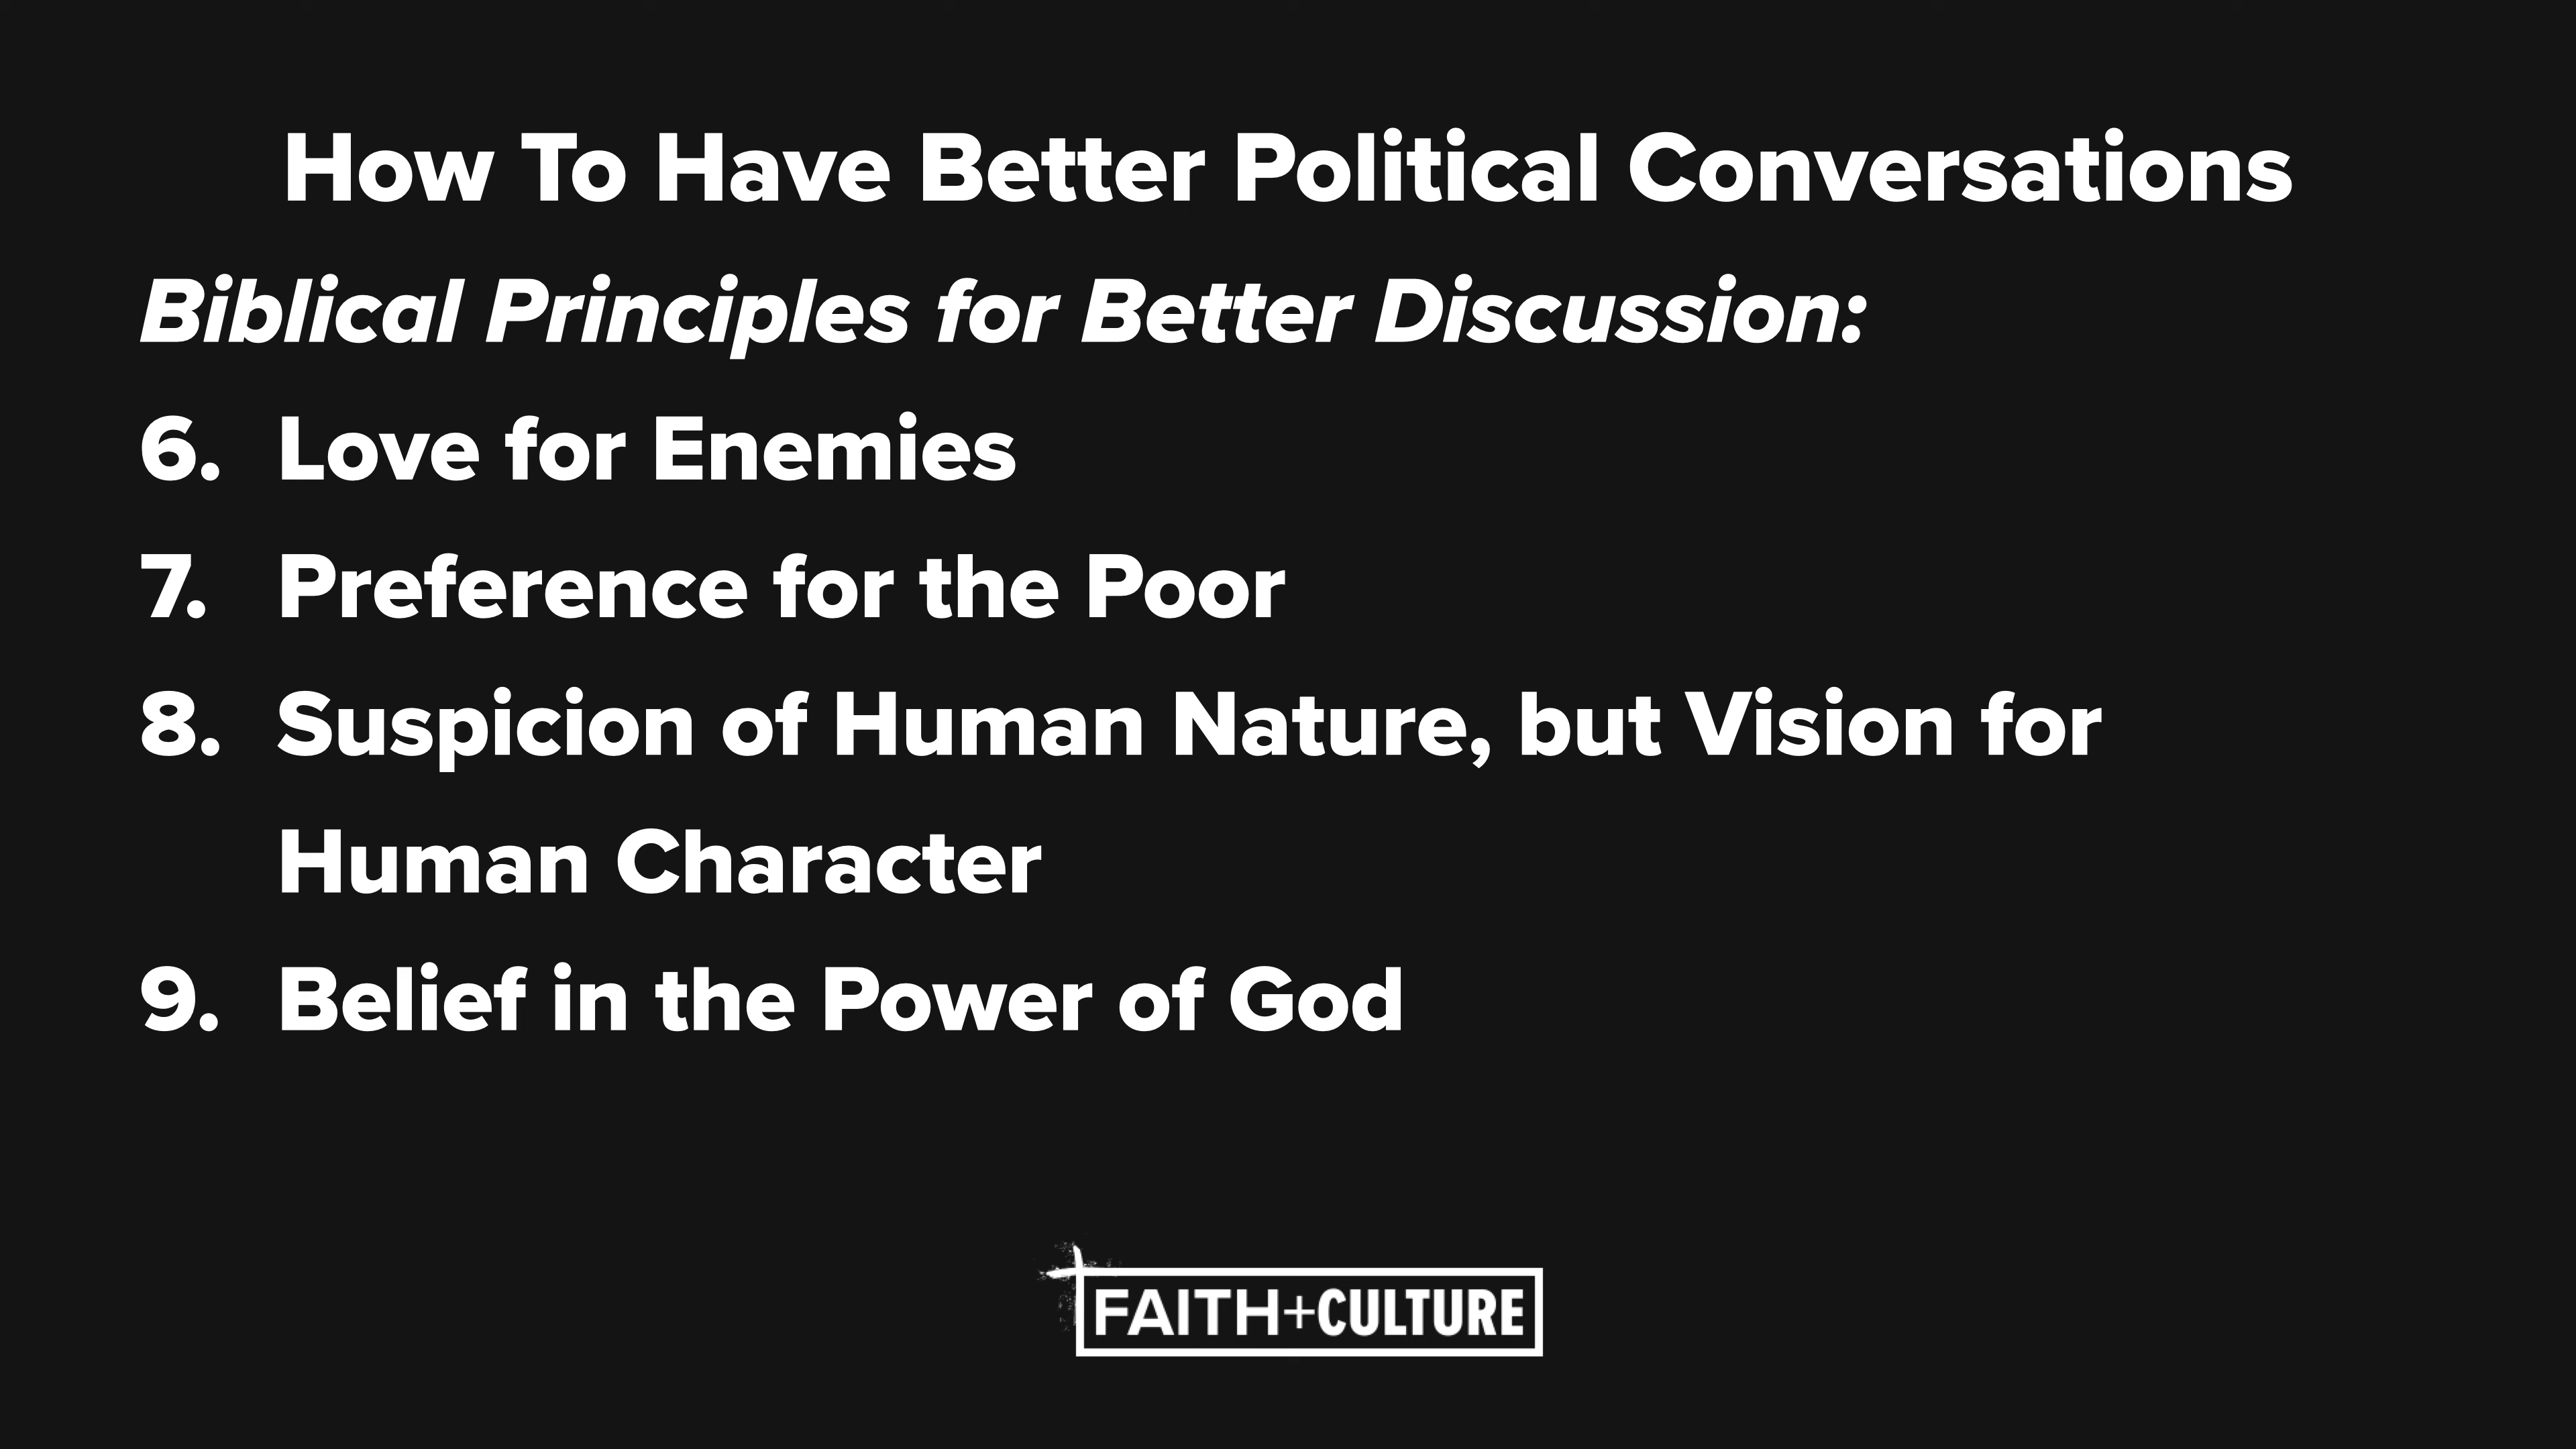 How To Have Better Political Conversations
Biblical Principles for Better Discussion:
6. Love for Enemies
7. Preference for the Poor
8. Suspicion of Human Nature, but Vision for
Human Character
9. Belief in the Power of God
FAITH+CULTURE